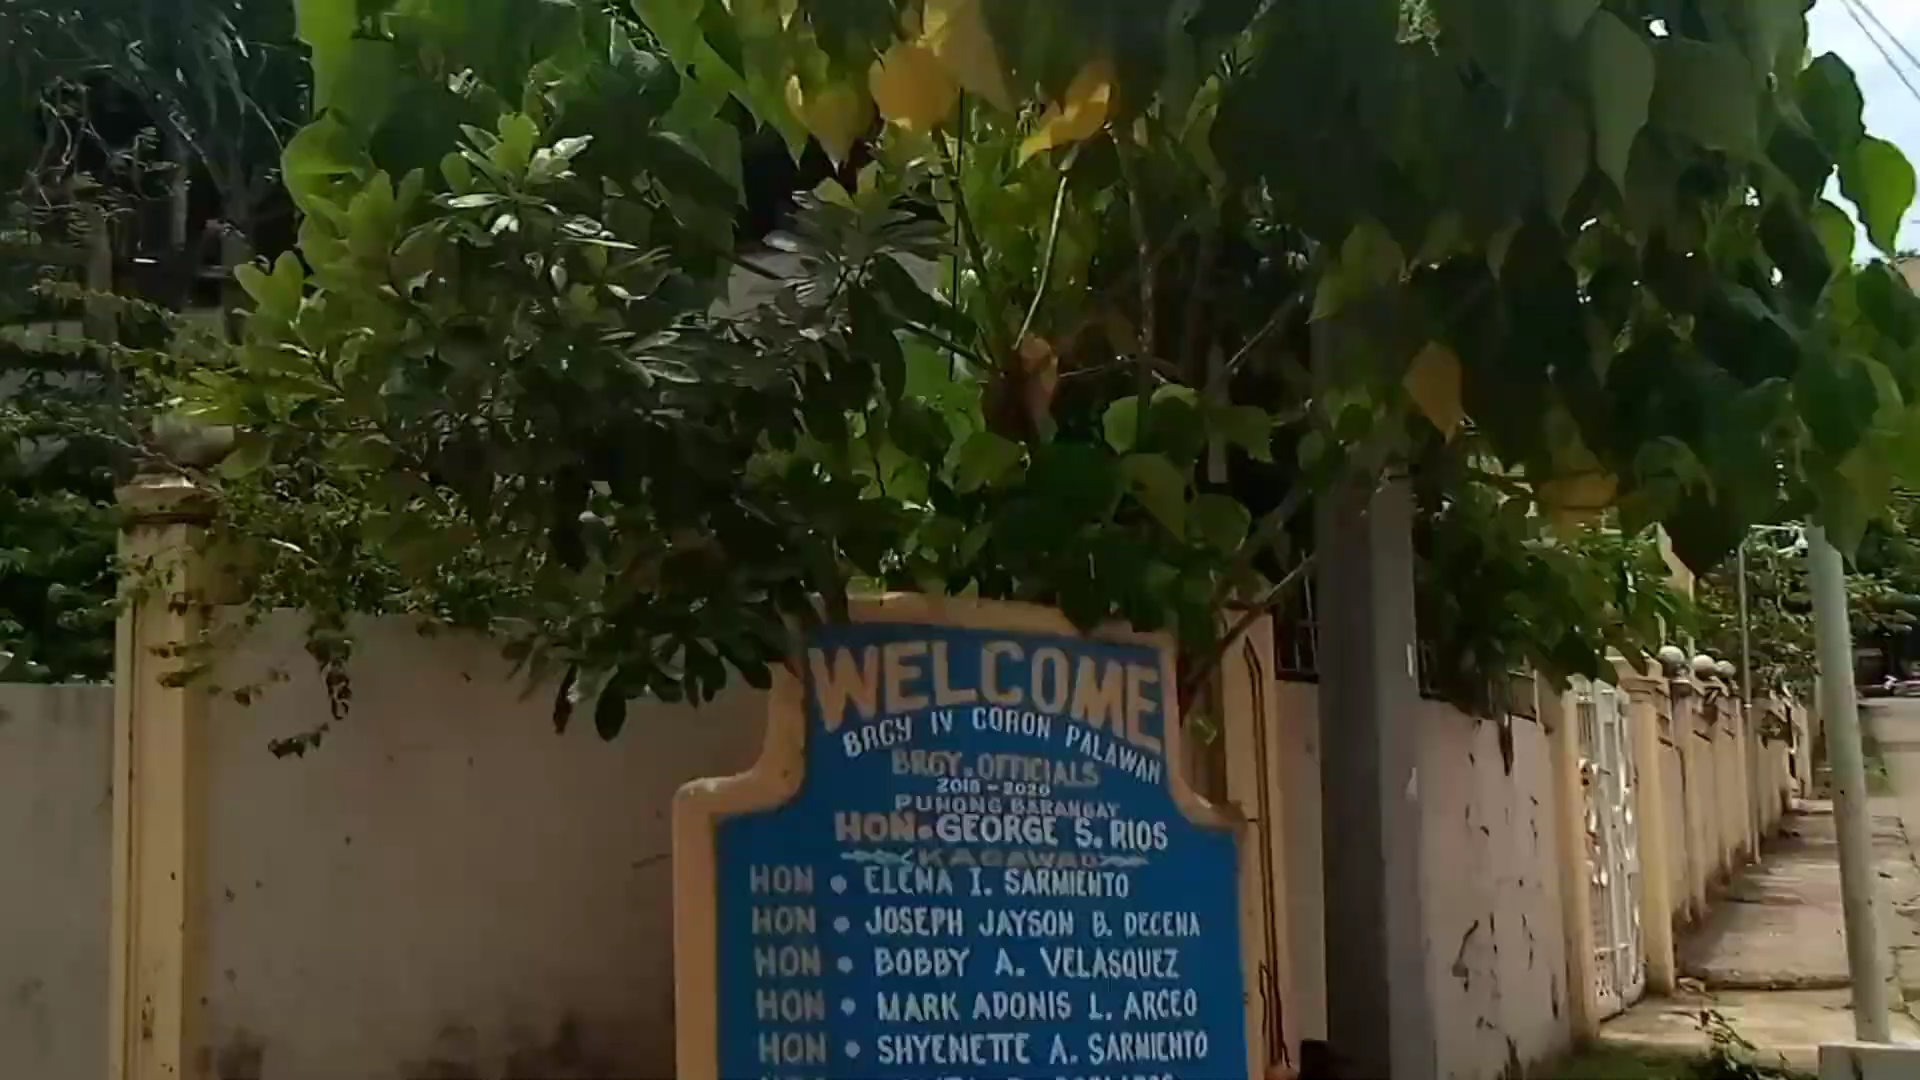 WELCOME
BRGY IV CORON PALAWAN
BRGY. OFFICIALS
2018 - 2020
PUNONG BARANGAY
HON. GEORGE S. RIOS
KAGAWAD
HON • ELENA I. SARMIENTO
HON • JOSEPH JAYSON B. DECENA
HON • BOBBY A. VELASQUEZ
HON • MARK ADONIS L. ARCEO
HON • SHYENETTE A. SARMIENTO